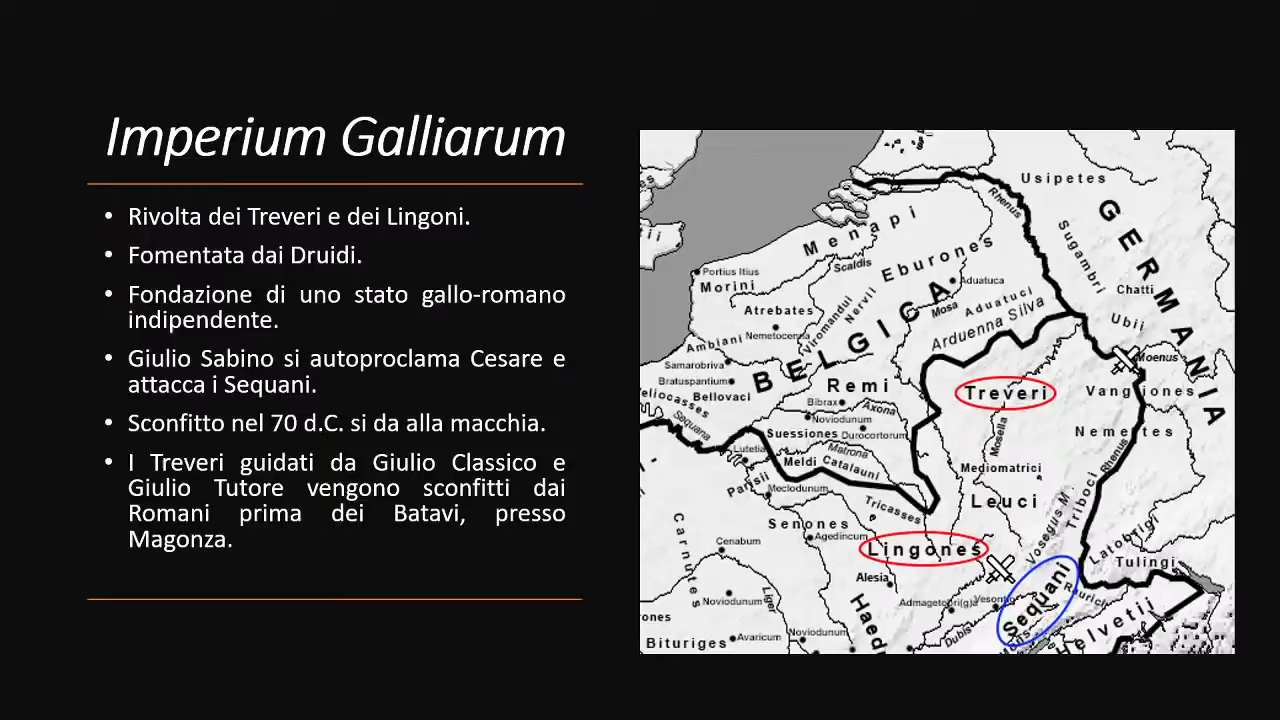 Imperium Galliarum
• Rivolta dei Treveri e dei Lingoni.
• Fomentata dai Druidi.
• Fondazione di uno stato gallo-romano
indipendente.
• Giulio Sabino si autoproclama Cesare e
attacca i Sequani.
• Sconfitto nel 70 d.C. si da alla macchia.
• I Treveri guidati da Giulio Classico e
Giulio Tutore vengono sconfitti dai
Romani prima dei Batavi, presso
Magonza.
Usipetes
Rhenus
GERMANIA
Menapi
Sugambri
Scaldis
Eburones
Portius Itius
Morini
Aduatuca
Chatti
Atrebates
Viromandui
Nervii
BELGICA
Mosa
Aduatuci
Arduenna Silva
Ubii
Nemetocenna
Ambiani
Samarobriva
Moenus
Bratuspantium
Remi
Treveri
Vangiones
Bellovaci
Bibrax
Axona
Noviodunum
Sequana
Suessiones
Durocortorum
Mosella
Nemetes
Lutetia
Matrona
Meldi
Catalauni
Rhenus
Mediomatrici
Parisii
Meclodunum
Tricasses
Leuci
Vosegus M.
Triboci
Carnutes
Senones
Agedincum
Latobrigi
Cenabum
Lingones
Tulingi
Alesia
Sequani
Noviodunum
Liger
Dubis
Helvetii
ones
Haed
Bituriges
Avaricum
Noviodunum